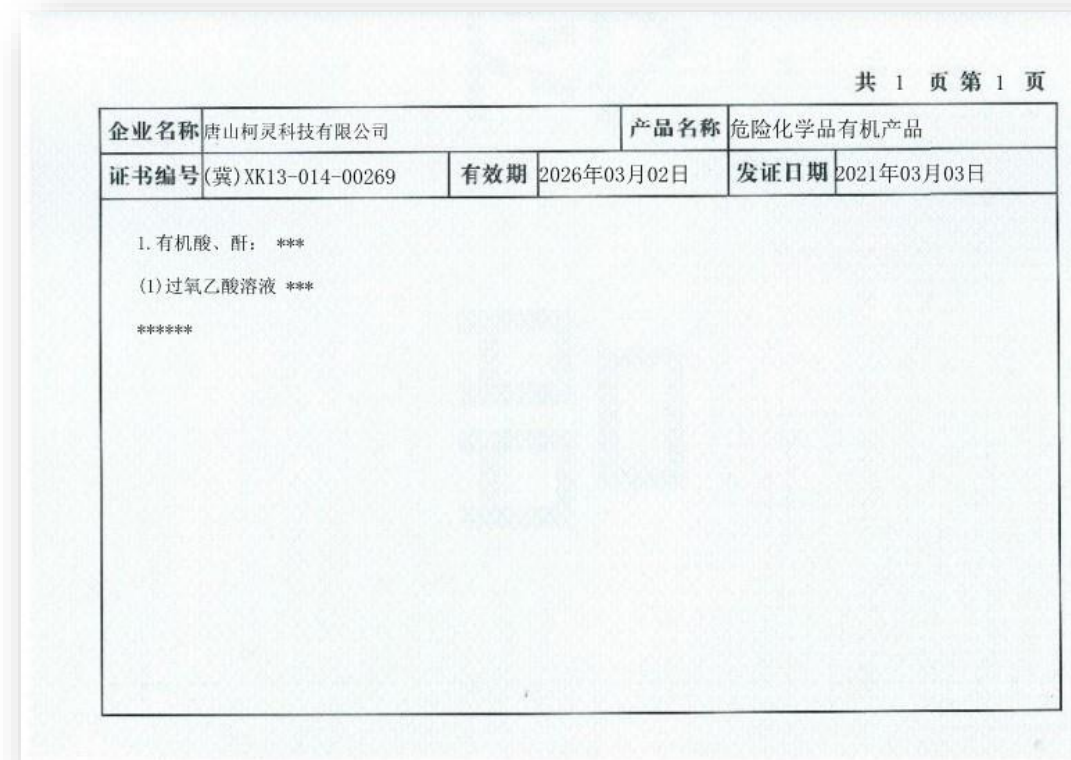 共 1 页 第 1 页
企业名称 唐山柯灵科技有限公司 产品名称 危险化学品有机产品
证书编号 (冀)XK13-014-00269 有效期 2026年03月02日 发证日期 2021年03月03日
1.有机酸、酐： ***
(1)过氧乙酸溶液 ***
******